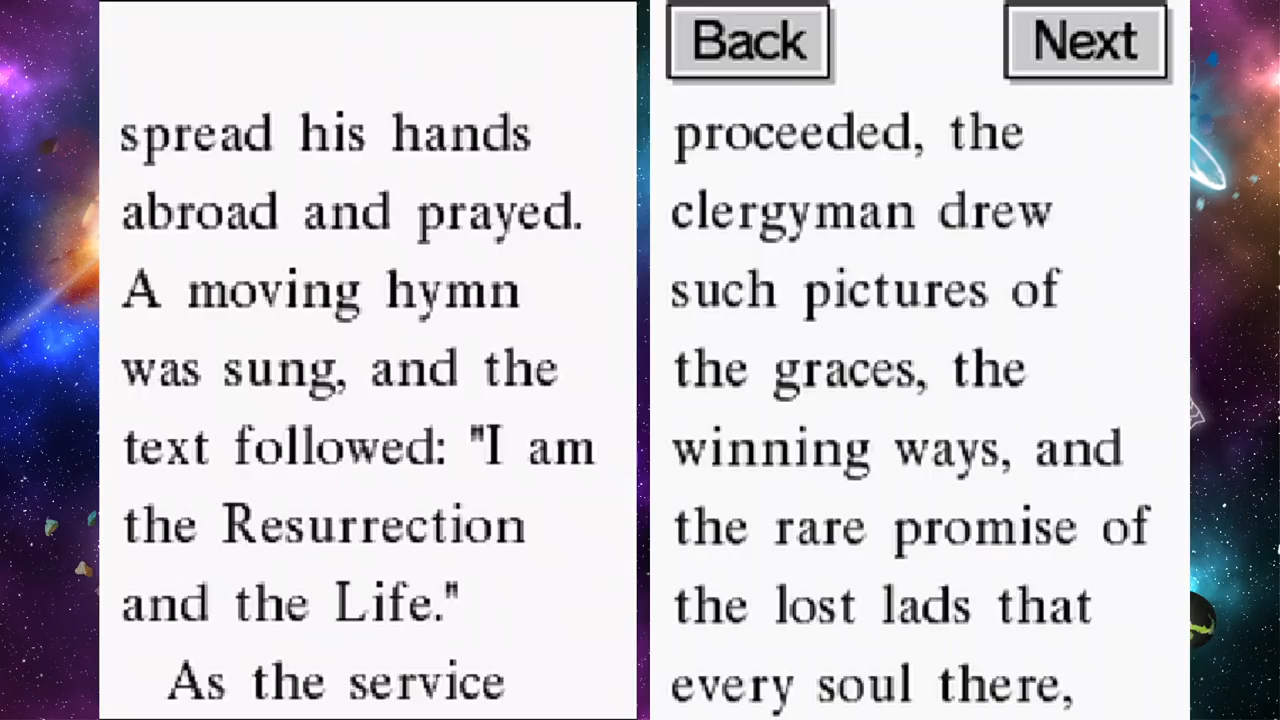 spread his hands
abroad and prayed.
A moving hymn
was sung, and the
text followed: "I am
the Resurrection
and the Life."
As the service
Back
Next
proceeded, the
clergyman drew
such pictures of
the graces, the
winning ways, and
the rare promise of
the lost lads that
every soul there,